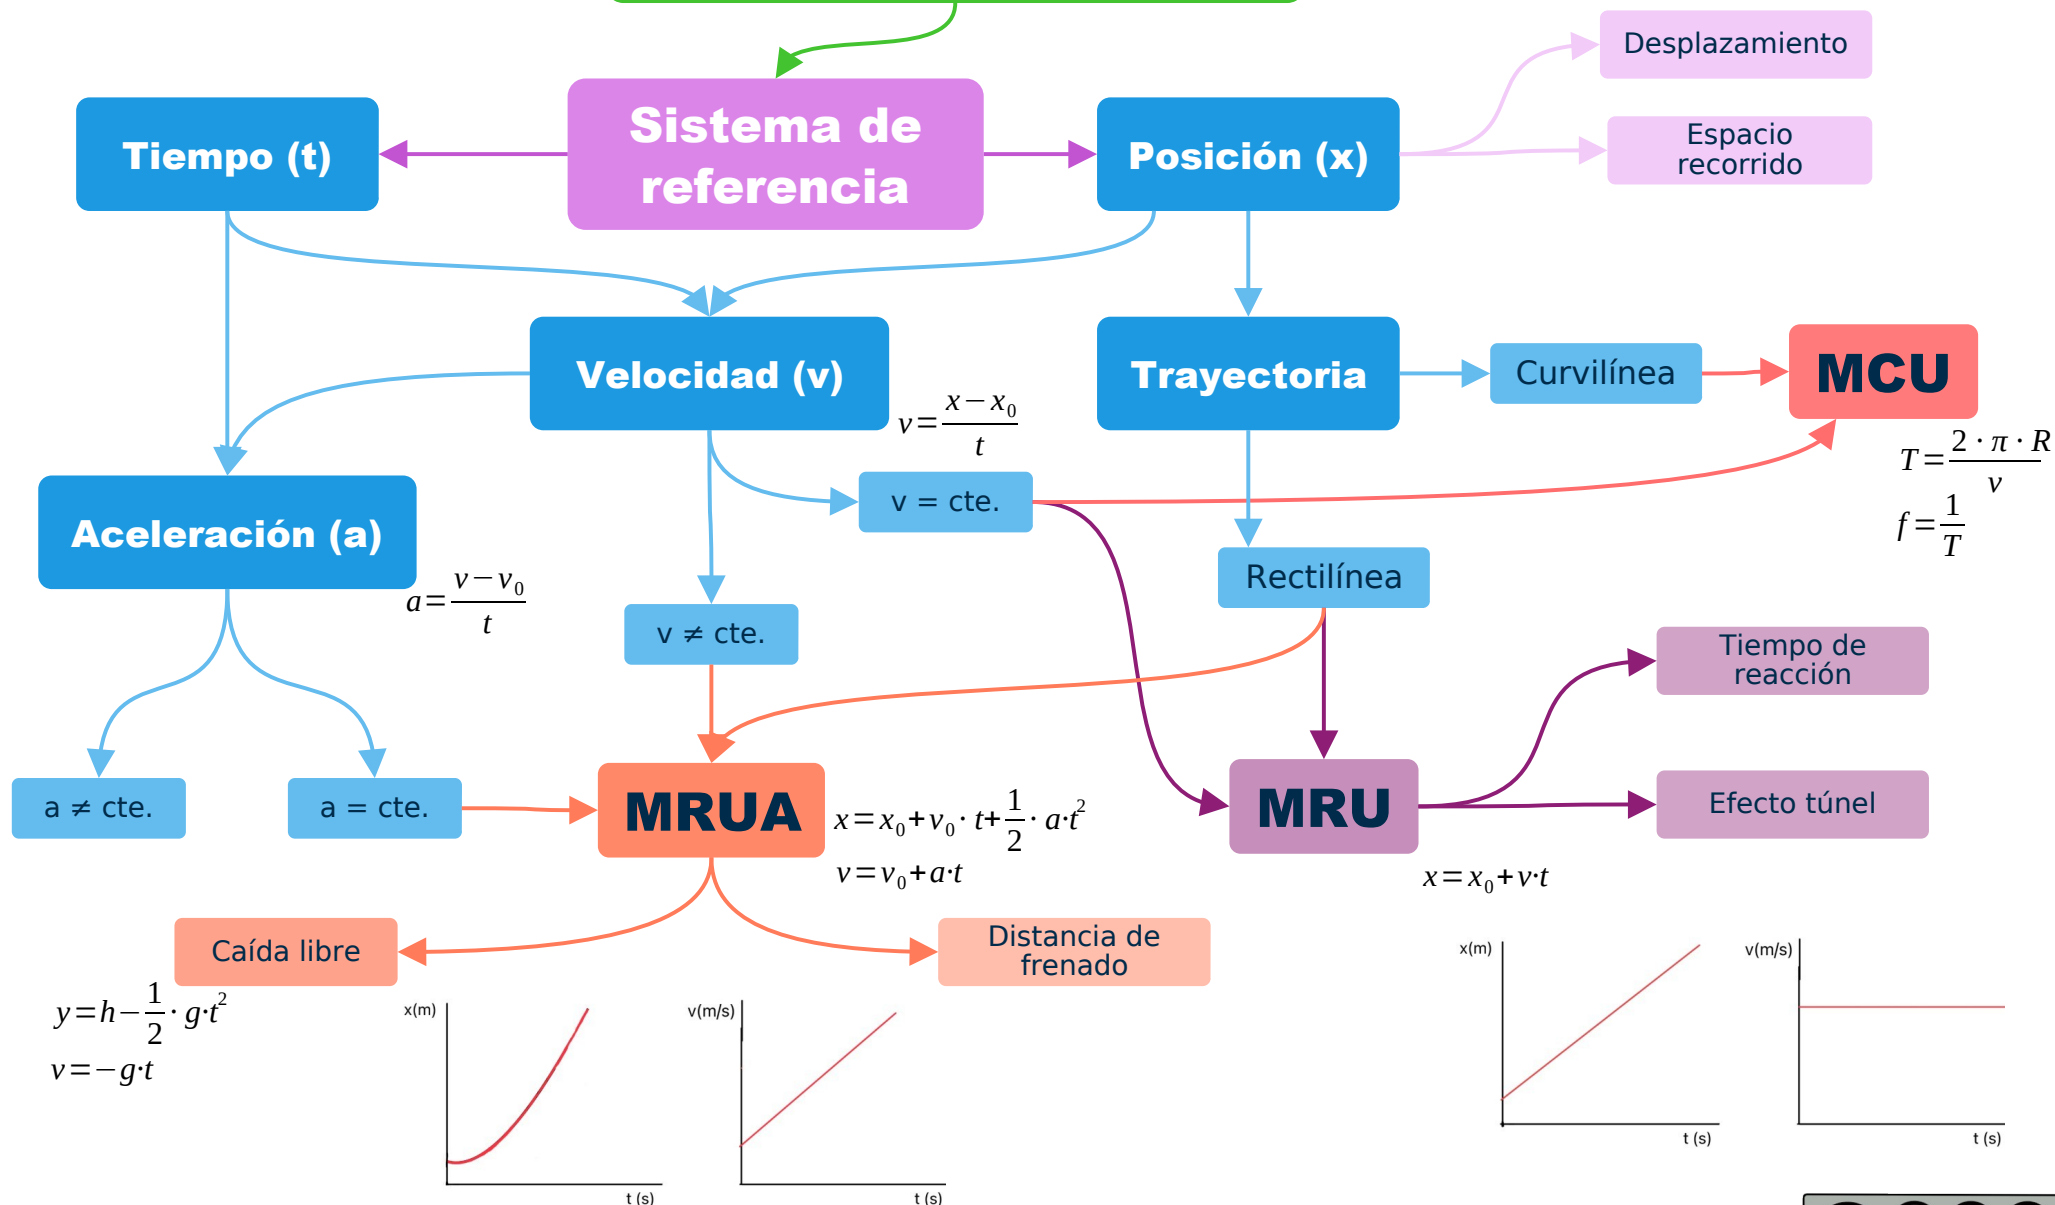 Desplazamiento
Espacio
recorrido
Sistema de
referencia
Tiempo (t)
Posición (x)
Velocidad (v)
v = (x − x₀) / t
Trayectoria
Curvilínea
MCU
T = (2 · π · R) / v
f = 1 / T
v = cte.
Aceleración (a)
a = (v − v₀) / t
Rectilínea
v ≠ cte.
Tiempo de
reacción
Efecto túnel
a ≠ cte.
a = cte.
MRUA
x = x₀ + v₀ · t + 1/2 · a·t²
v = v₀ + a·t
MRU
x = x₀ + v·t
Caída libre
y = h − 1/2 · g·t²
v = −g·t
Distancia de
frenado
x(m)
t (s)
v(m/s)
t (s)
x(m)
t (s)
v(m/s)
t (s)